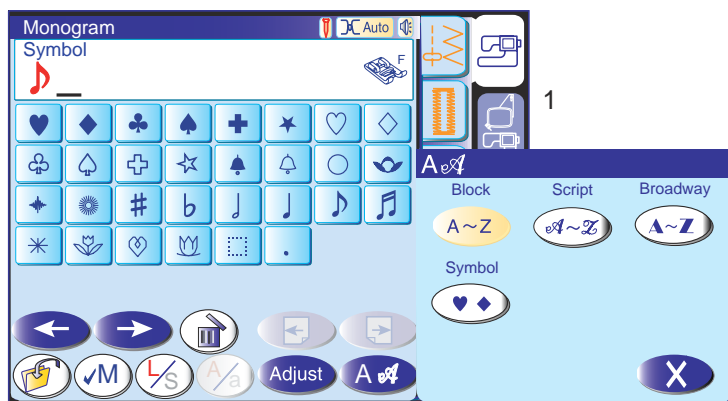 Monogram
Auto
Symbol
F
1
A A
Block Script Broadway
A~Z A~Z A~Z
Symbol
M L/S A/a Adjust A A
X